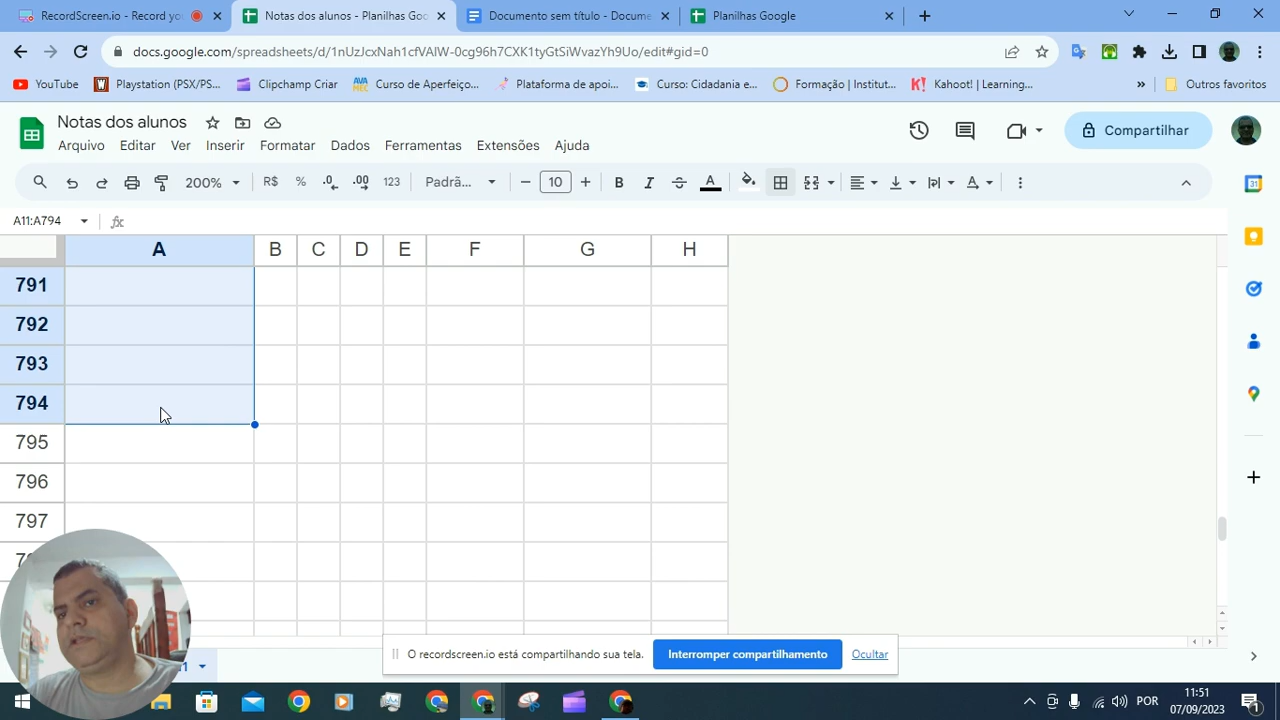 RecordScreen.io - Record yo
Notas dos alunos - Planilhas Goog
Documento sem título - Docume
Planilhas Google
docs.google.com/spreadsheets/d/1nUzJcxNah1cfVAlW-0cg96h7CXK1tyGtSiWvazYh9Uo/edit#gid=0
YouTube
Playstation (PSX/PS...
Clipchamp Criar
Curso de Aperfeiço...
Plataforma de apoi...
Curso: Cidadania e...
Formação | Institut...
Kahoot! | Learning...
»
Outros favoritos
Notas dos alunos
Compartilhar
Arquivo Editar Ver Inserir Formatar Dados Ferramentas Extensões Ajuda
200% R$ % .0 .00 123 Padrã... 10 B I A
A11:A794 fx
A B C D E F G H
791
792
793
794
795
796
797
O recordscreen.io está compartilhando sua tela. Interromper compartilhamento Ocultar
POR
11:51
07/09/2023